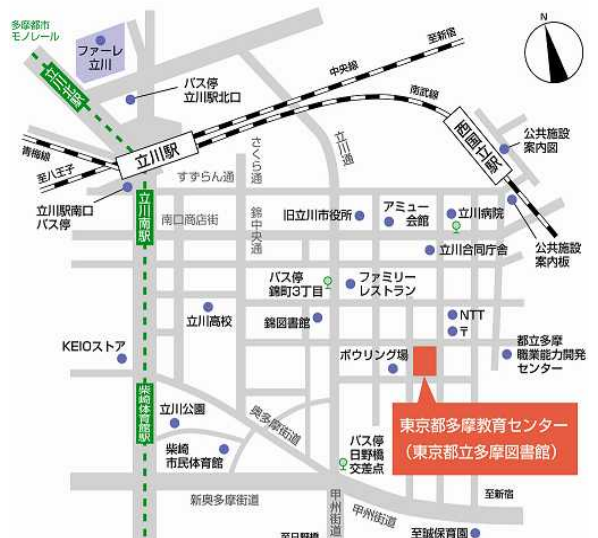 多摩都市
モノレール
ファーレ
立川
立川北駅
バス停
立川駅北口
中央線
至新宿
南武線
N
青梅線
至八王子
立川駅
西国立駅
公共施設
案内図
さくら通
立川通
すずらん通
立川駅南口
バス停
立川南駅
南口商店街
錦中央通
旧立川市役所
アミュー
会館
立川病院
公共施設
案内板
立川合同庁舎
バス停
錦町3丁目
ファミリー
レストラン
立川高校
錦図書館
NTT
〒
KEIOストア
ボウリング場
都立多摩
職業能力開発
センター
柴崎体育館駅
立川公園
奥多摩街道
東京都多摩教育センター
（東京都立多摩図書館）
柴崎
市民体育館
バス停
日野橋
交差点
新奥多摩街道
甲州街道
甲州街道
至新宿
至日野橋
至誠保育園